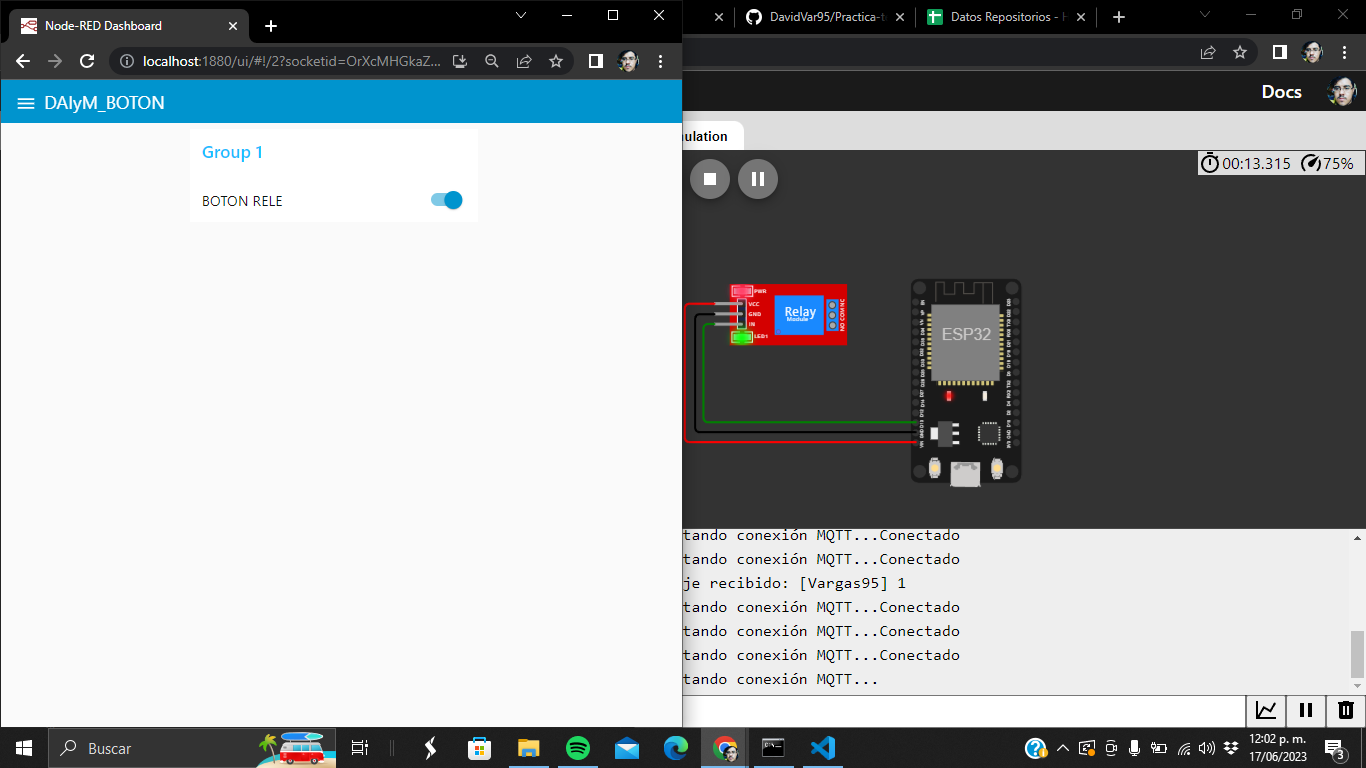 Node-RED Dashboard
localhost:1880/ui/#!/2?socketid=OrXcMHGkaZ...
DAIyM_BOTON
Group 1
BOTON RELE
DavidVar95/Practica-t
Datos Repositorios - H
Docs
ulation
00:13.315
75%
PWR
VCC
GND
IN
LED1
Relay
Module
NO COM NC
ESP32
tando conexión MQTT...Conectado
tando conexión MQTT...Conectado
je recibido: [Vargas95] 1
tando conexión MQTT...Conectado
tando conexión MQTT...Conectado
tando conexión MQTT...Conectado
tando conexión MQTT...
Buscar
12:02 p. m.
17/06/2023
3